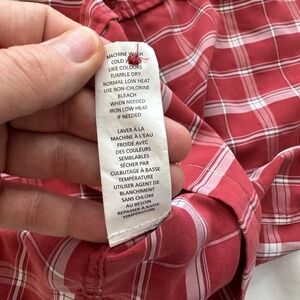 MACHINE WASH
COLD
LIKE COLOURS
TUMBLE DRY
NORMAL LOW HEAT
USE NON-CHLORINE
BLEACH
WHEN NEEDED
IRON LOW HEAT
IF NEEDED
LAVER À LA
MACHINE À L'EAU
FROIDE AVEC
DES COULEURS
SEMBLABLES
SÉCHER PAR
CULBUTAGE À BASSE
TEMPÉRATURE
UTILISER AGENT DE
BLANCHIMENT
SANS CHLORE
AU BESOIN
REPASSER À BASSE
TEMPÉRATURE